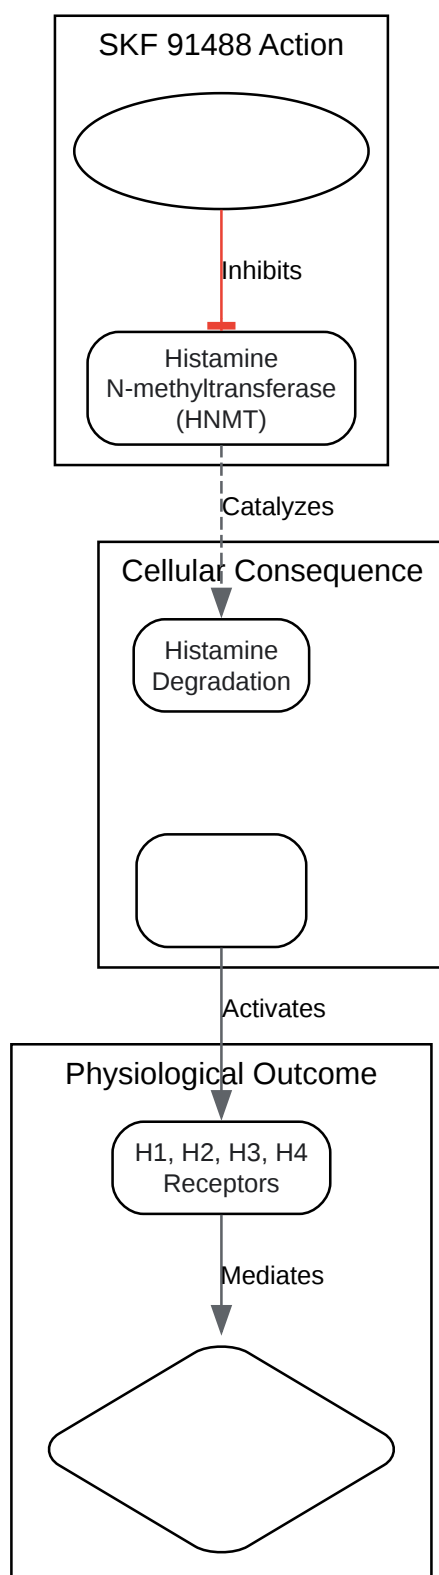 SKF 91488 Action
Inhibits
Histamine
N-methyltransferase
(HNMT)
Catalyzes
Cellular Consequence
Histamine
Degradation
Activates
Physiological Outcome
H1, H2, H3, H4
Receptors
Mediates